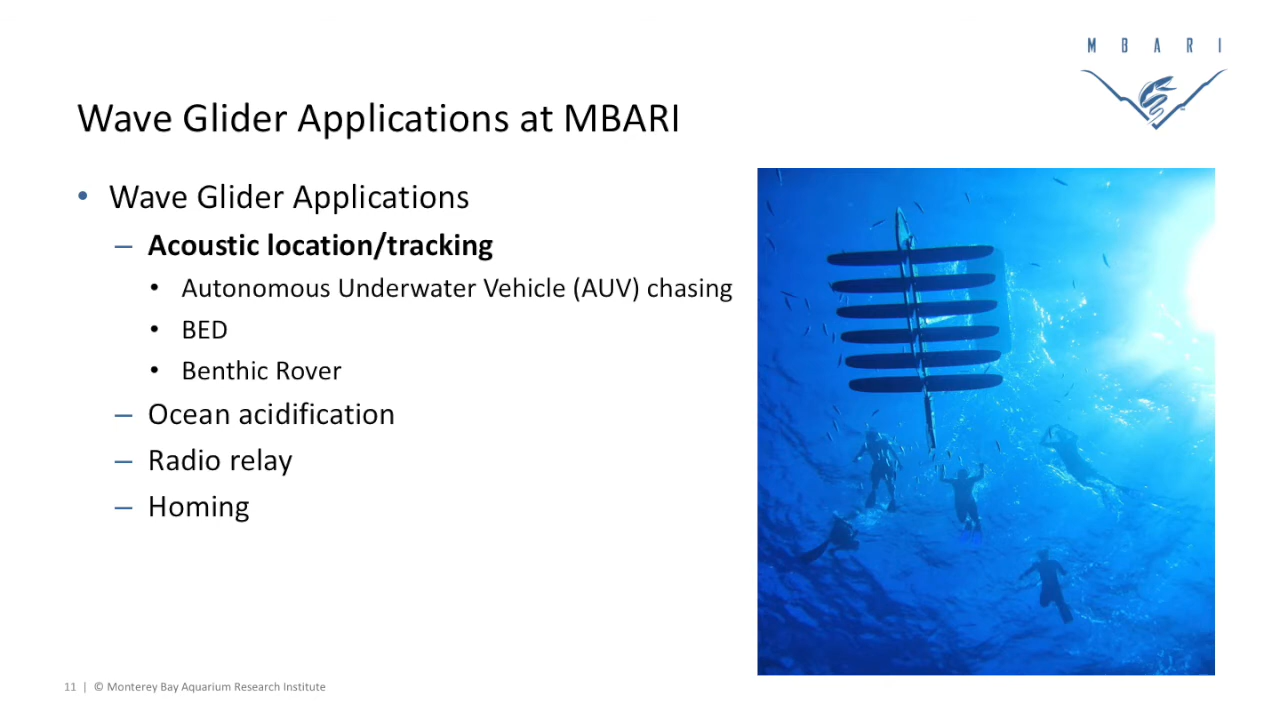 M B A R I
Wave Glider Applications at MBARI
• Wave Glider Applications
– Acoustic location/tracking
• Autonomous Underwater Vehicle (AUV) chasing
• BED
• Benthic Rover
– Ocean acidification
– Radio relay
– Homing
11 | © Monterey Bay Aquarium Research Institute